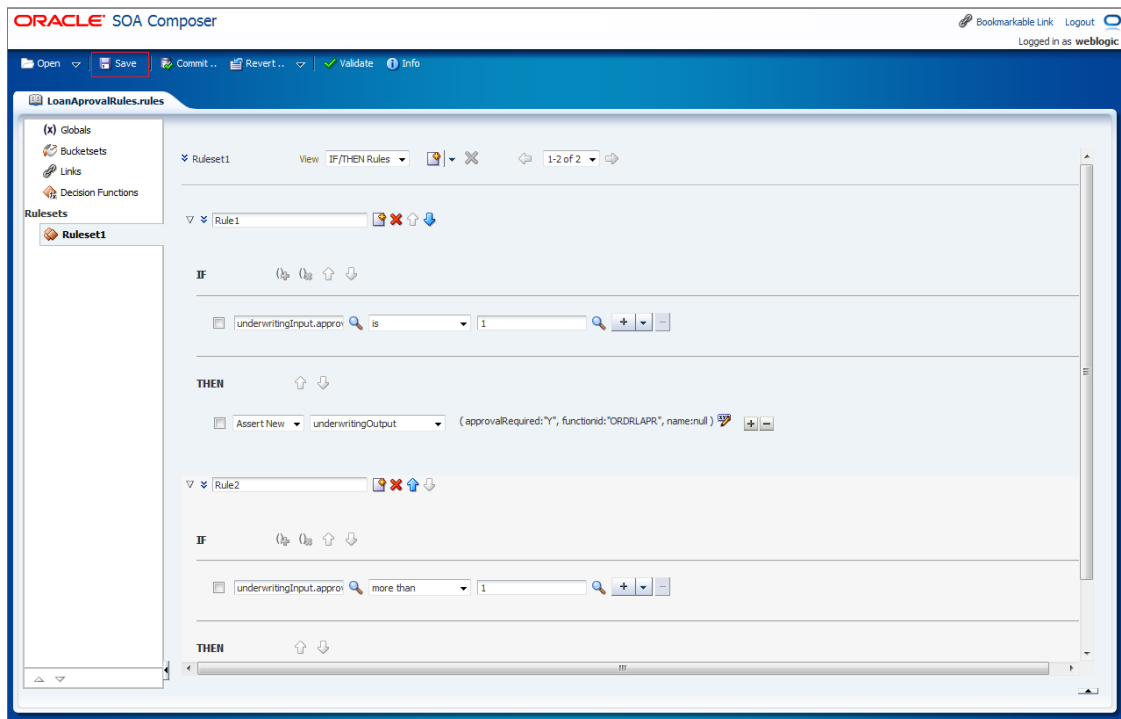 ORACLE SOA Composer
Bookmarkable Link Logout
Logged in as weblogic
Open Save Commit .. Revert .. Validate Info
LoanAprovalRules.rules
(x) Globals
Bucketsets
Links
Decision Functions
Rulesets
Ruleset1
Ruleset1 View IF/THEN Rules 1-2 of 2
Rule1
IF
underwritingInput.approv is 1
THEN
Assert New underwritingOutput ( approvalRequired:"Y", functionid:"ORDRLAPR", name:null )
Rule2
IF
underwritingInput.approv more than 1
THEN